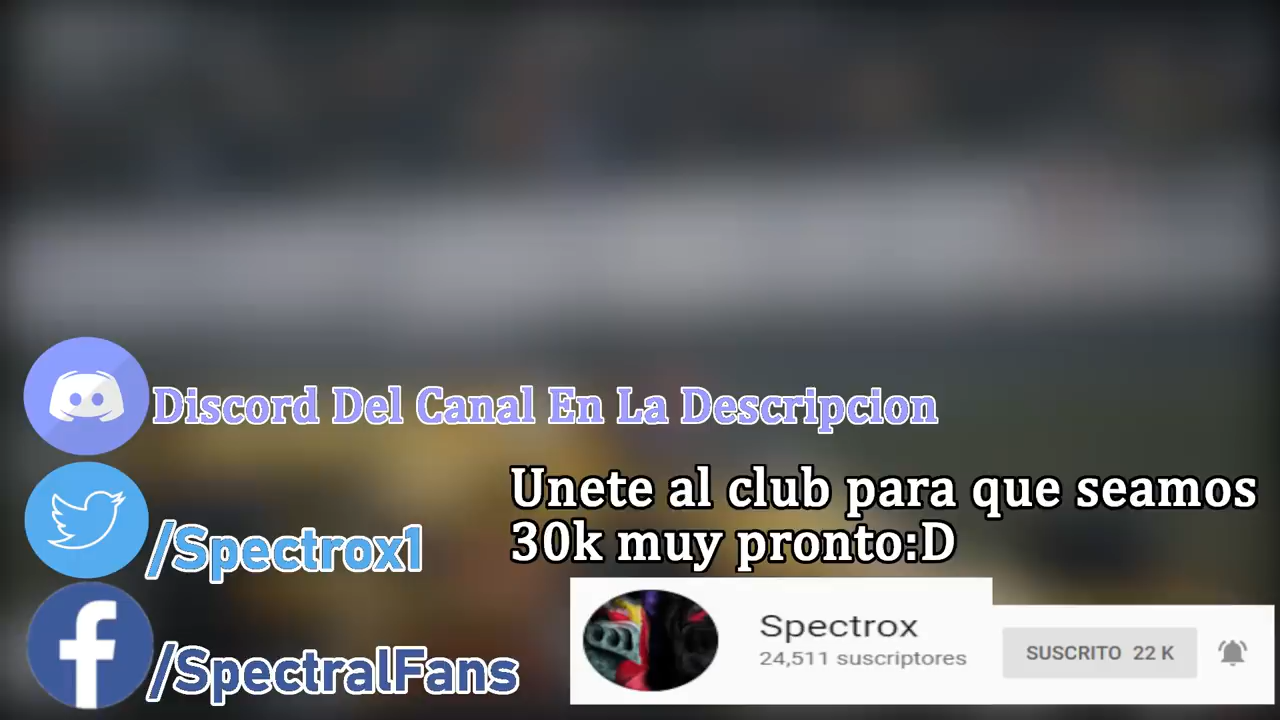 Discord Del Canal En La Descripcion
Unete al club para que seamos
30k muy pronto:D
/Spectrox1
/SpectralFans
Spectrox
24,511 suscriptores
SUSCRITO 22 K